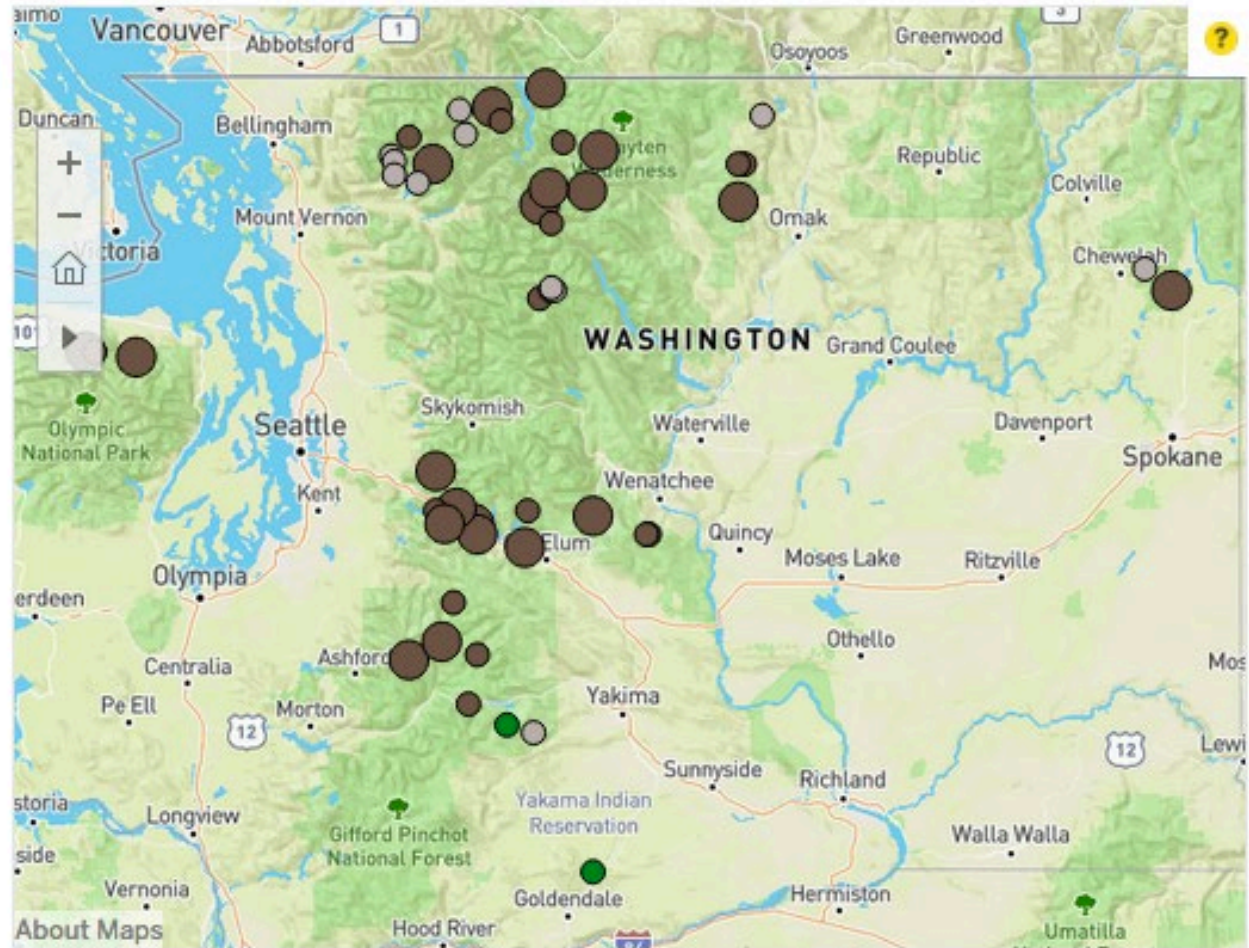 aimo
Vancouver
Abbotsford
1
3
Osoyoos
Greenwood
?
Duncan
Bellingham
ayten
Wilderness
Republic
Colville
+
−
Mount Vernon
Omak
Victoria
Chewelah
101
WASHINGTON
Grand Coulee
Olympic
National Park
Seattle
Skykomish
Waterville
Davenport
Spokane
Kent
Wenatchee
Elum
Quincy
Moses Lake
Ritzville
Olympia
erdeen
Othello
Centralia
Ashford
Mos
Pe Ell
Morton
12
Yakima
12
Lewi
Sunnyside
Richland
storia
Longview
Yakama Indian
Reservation
Gifford Pinchot
National Forest
Walla Walla
side
Vernonia
Goldendale
Hermiston
About Maps
Hood River
84
Umatilla